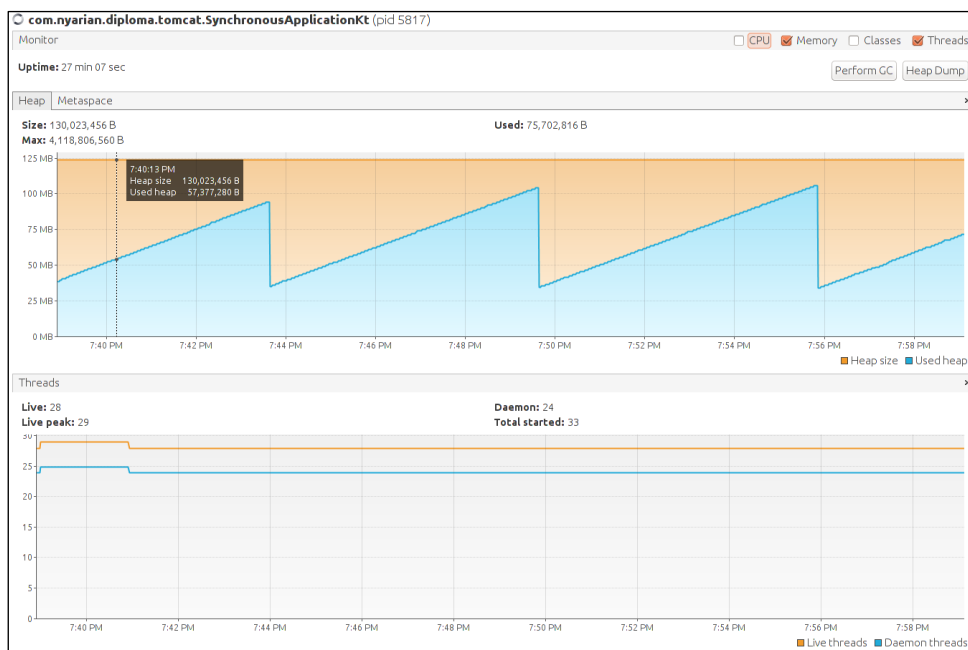 com.nyarian.diploma.tomcat.SynchronousApplicationKt (pid 5817)
Monitor CPU Memory Classes Threads
Uptime: 27 min 07 sec Perform GC Heap Dump
Heap Metaspace ×
Size: 130,023,456 B Used: 75,702,816 B
Max: 4,118,806,560 B
125 MB
7:40:13 PM
Heap size 130,023,456 B
Used heap 57,377,280 B
100 MB
75 MB
50 MB
25 MB
0 MB
7:40 PM 7:42 PM 7:44 PM 7:46 PM 7:48 PM 7:50 PM 7:52 PM 7:54 PM 7:56 PM 7:58 PM
Heap size Used heap
Threads ×
Live: 28 Daemon: 24
Live peak: 29 Total started: 33
30
25
20
15
10
5
0
7:40 PM 7:42 PM 7:44 PM 7:46 PM 7:48 PM 7:50 PM 7:52 PM 7:54 PM 7:56 PM 7:58 PM
Live threads Daemon threads